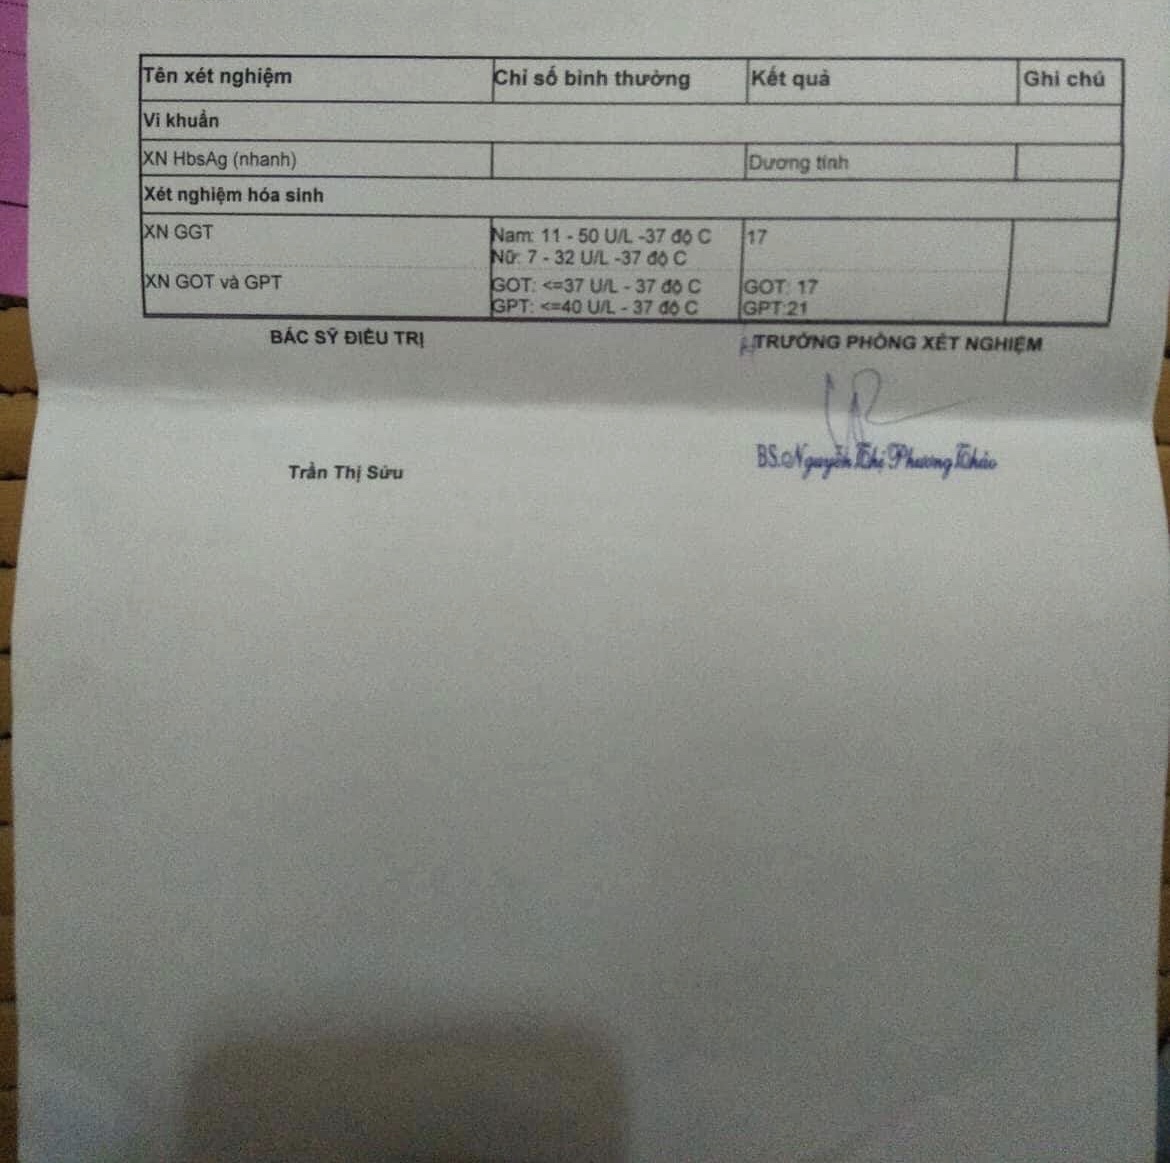 Tên xét nghiệm Chỉ số bình thường Kết quả Ghi chú
Vi khuẩn
XN HbsAg (nhanh) Dương tính
Xét nghiệm hóa sinh
XN GGT Nam: 11 - 50 U/L -37 độ C 17
Nữ: 7 - 32 U/L -37 độ C
XN GOT và GPT GOT: <=37 U/L - 37 độ C GOT: 17
GPT: <=40 U/L - 37 độ C GPT:21
BÁC SỸ ĐIỀU TRỊ TRƯỞNG PHÒNG XÉT NGHIỆM
Trần Thị Sửu BS.Nguyễn Thị Phương Thảo